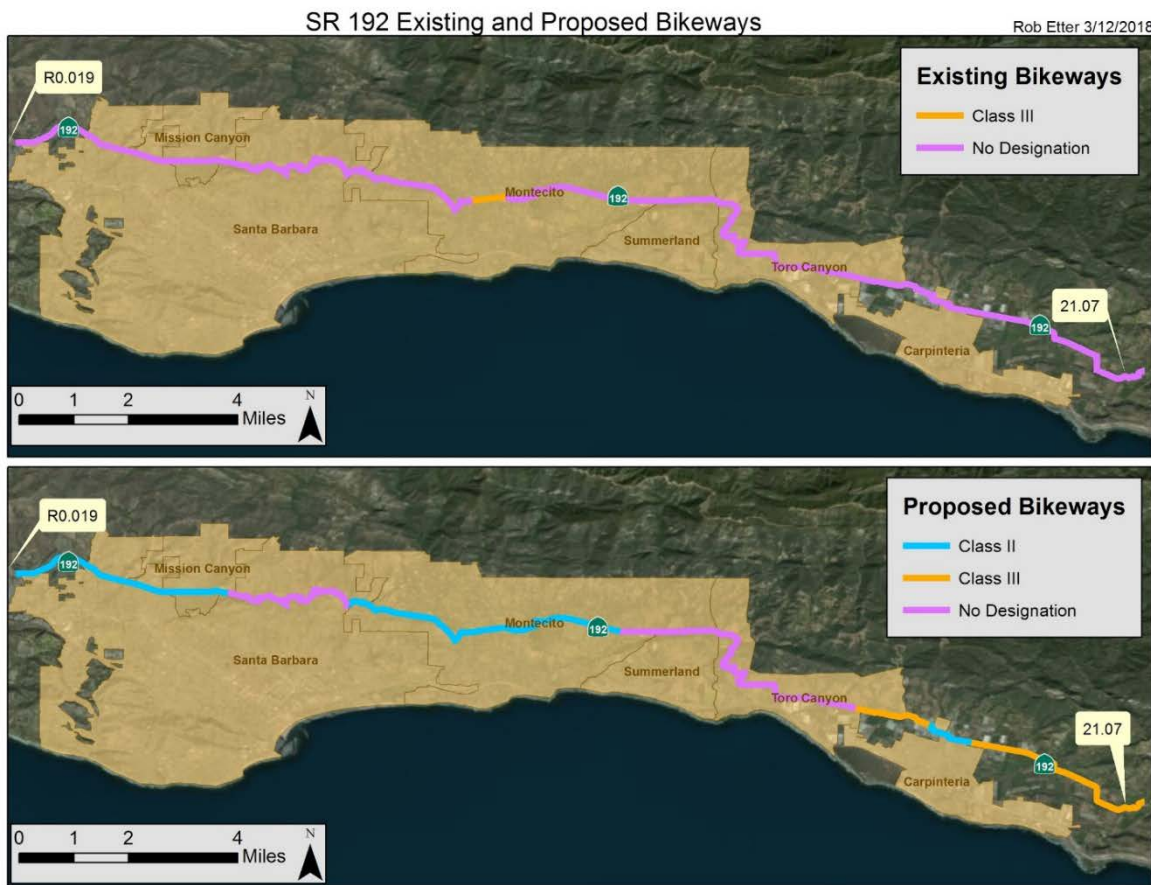 SR 192 Existing and Proposed Bikeways
Rob Etter 3/12/2018
R0.019
192
Mission Canyon
Santa Barbara
Montecito
192
Summerland
Toro Canyon
Carpinteria
192
21.07
Existing Bikeways
Class III
No Designation
0 1 2 4
Miles
N
R0.019
192
Mission Canyon
Santa Barbara
Montecito
192
Summerland
Toro Canyon
Carpinteria
192
21.07
Proposed Bikeways
Class II
Class III
No Designation
0 1 2 4
Miles
N